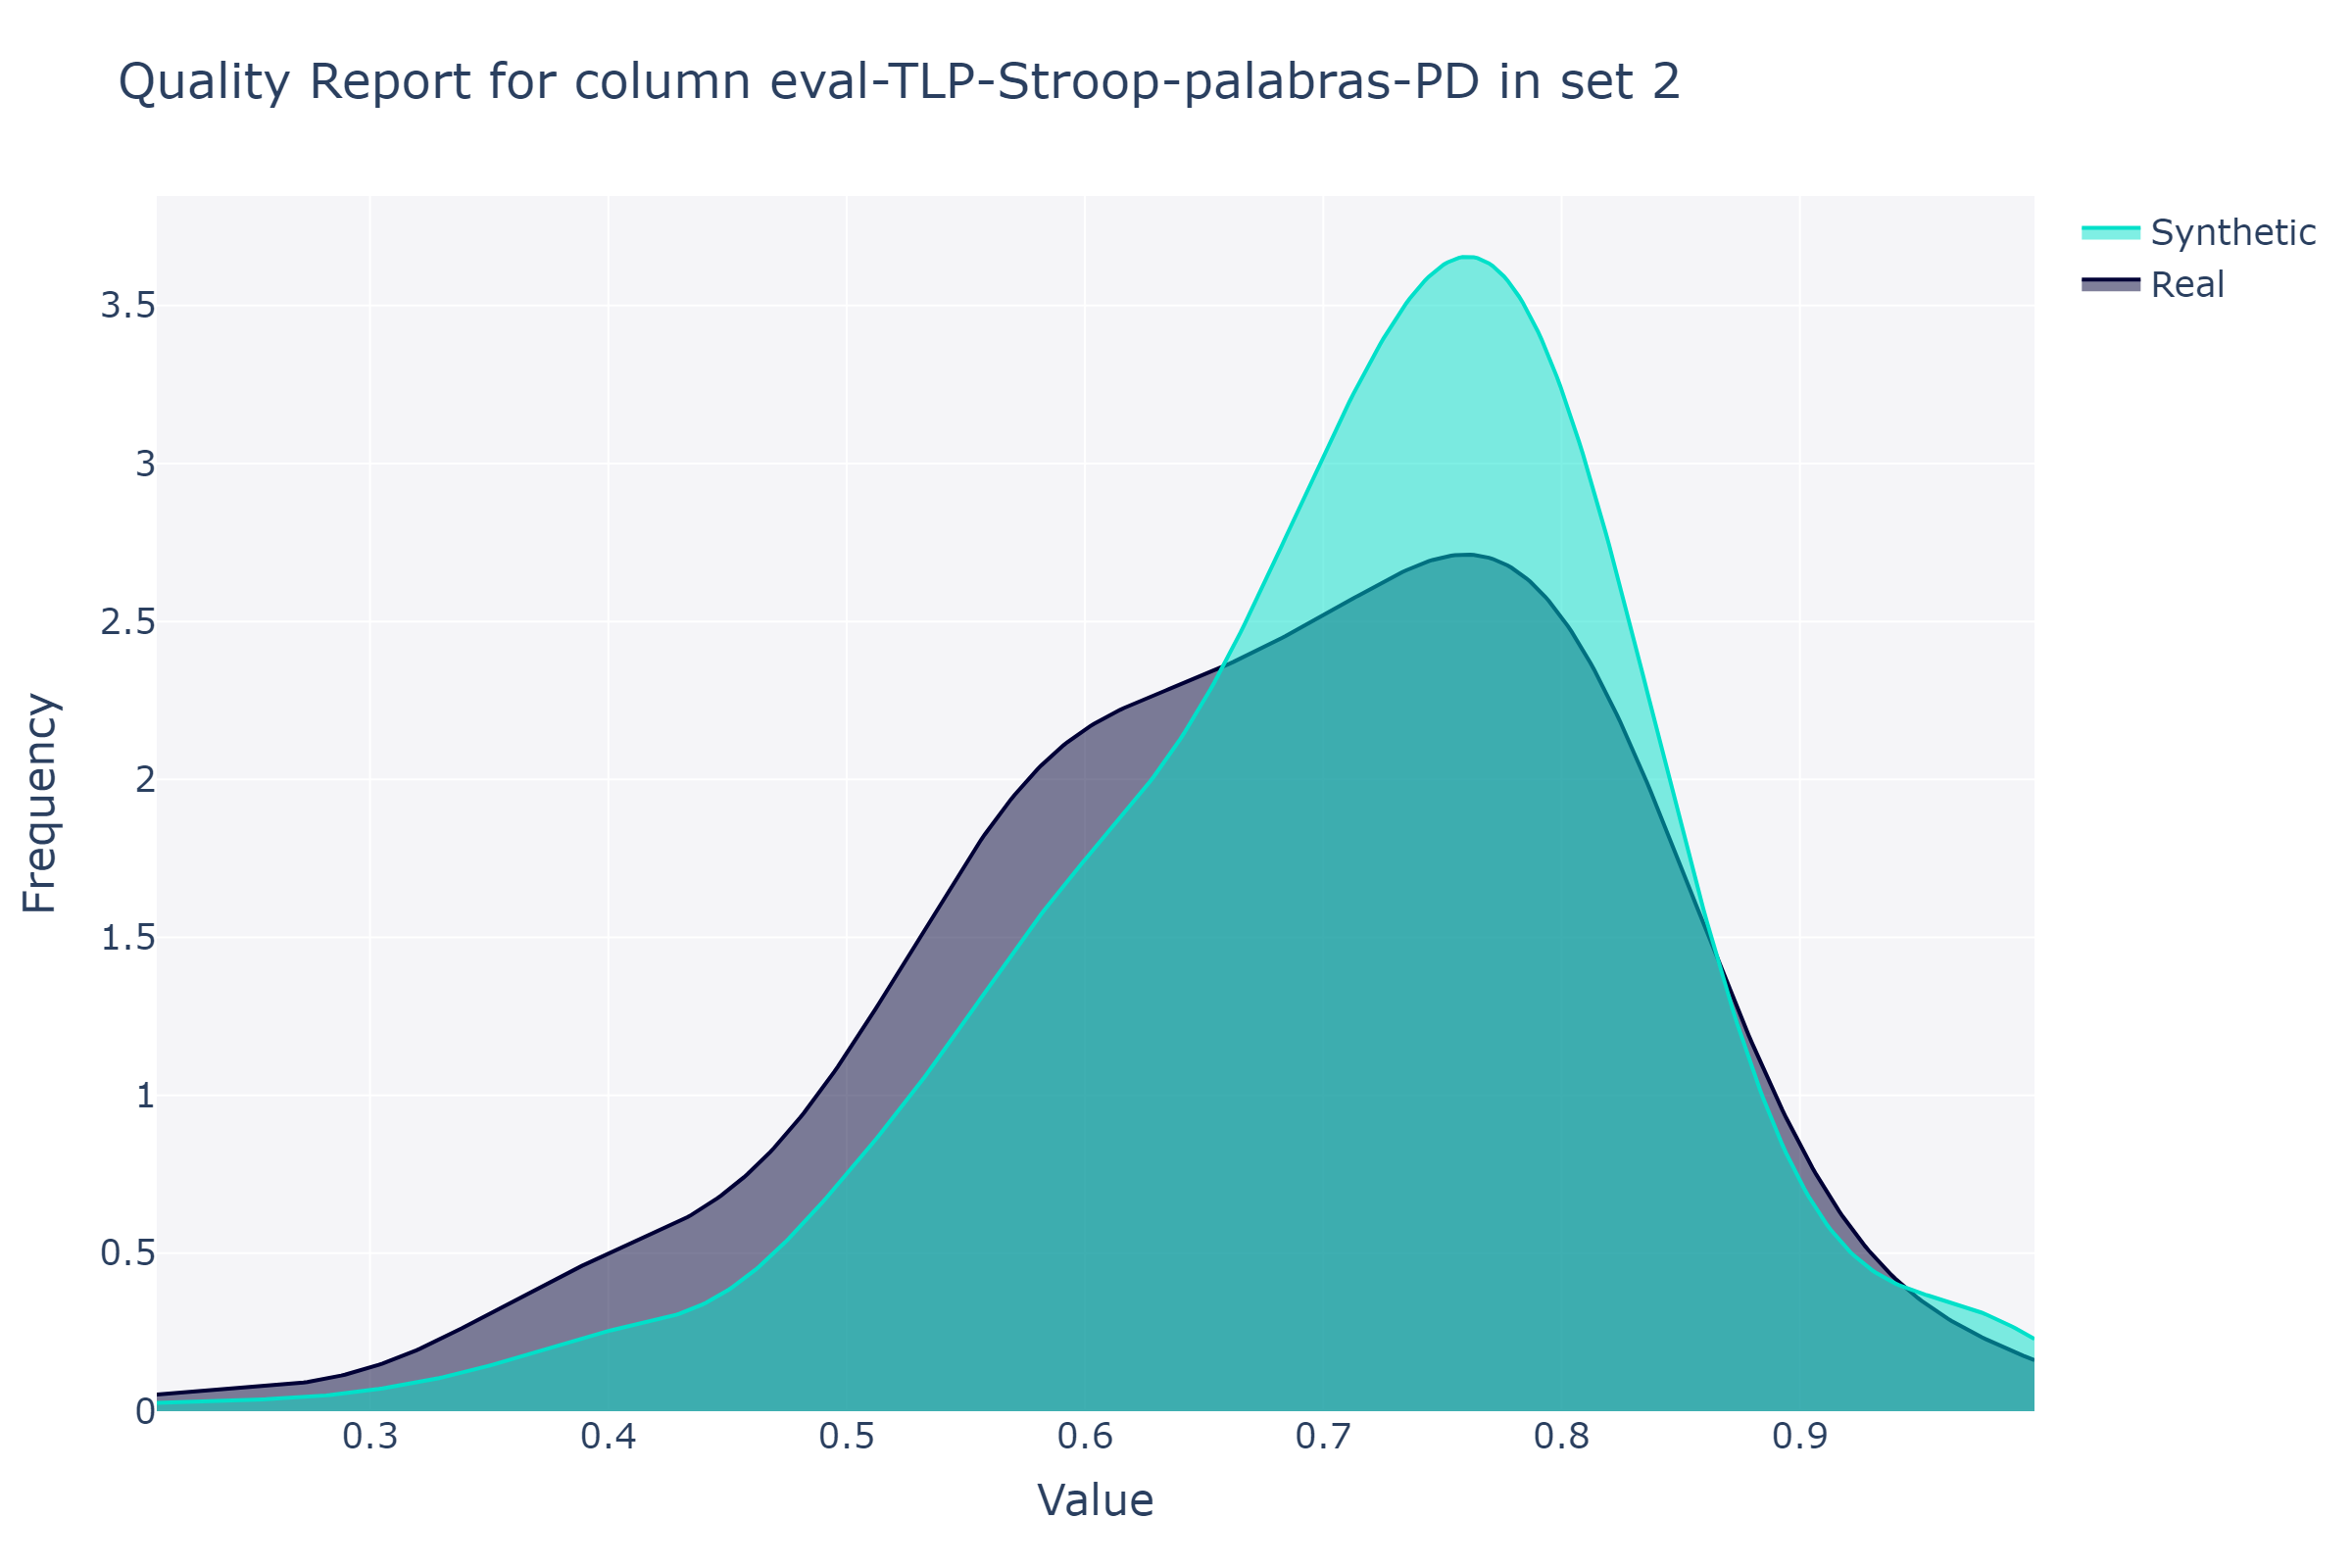 Quality Report for column eval-TLP-Stroop-palabras-PD in set 2
Synthetic
Real
3.5
3
2.5
2
1.5
1
0.5
0
Frequency
0.3 0.4 0.5 0.6 0.7 0.8 0.9
Value